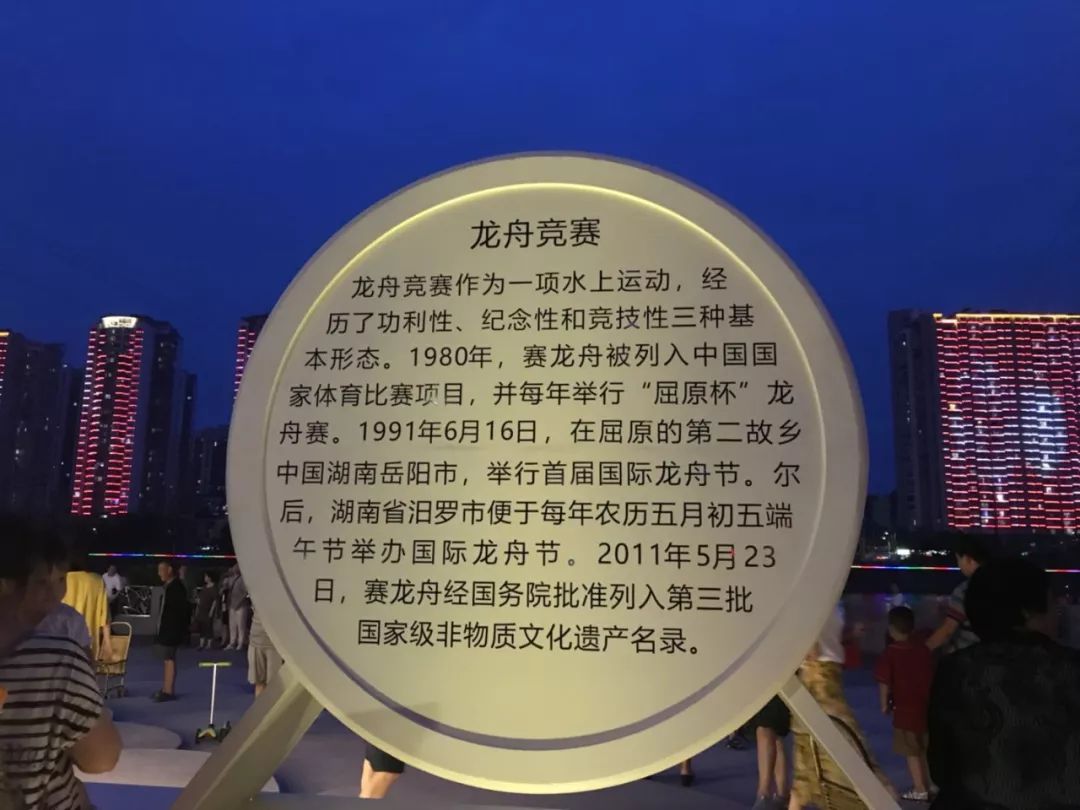 龙舟竞赛
龙舟竞赛作为一项水上运动，经
历了功利性、纪念性和竞技性三种基
本形态。1980年，赛龙舟被列入中国国
家体育比赛项目，并每年举行“屈原杯”龙
舟赛。1991年6月16日，在屈原的第二故乡
中国湖南岳阳市，举行首届国际龙舟节。尔
后，湖南省汨罗市便于每年农历五月初五端
午节举办国际龙舟节。2011年5月23
日，赛龙舟经国务院批准列入第三批
国家级非物质文化遗产名录。